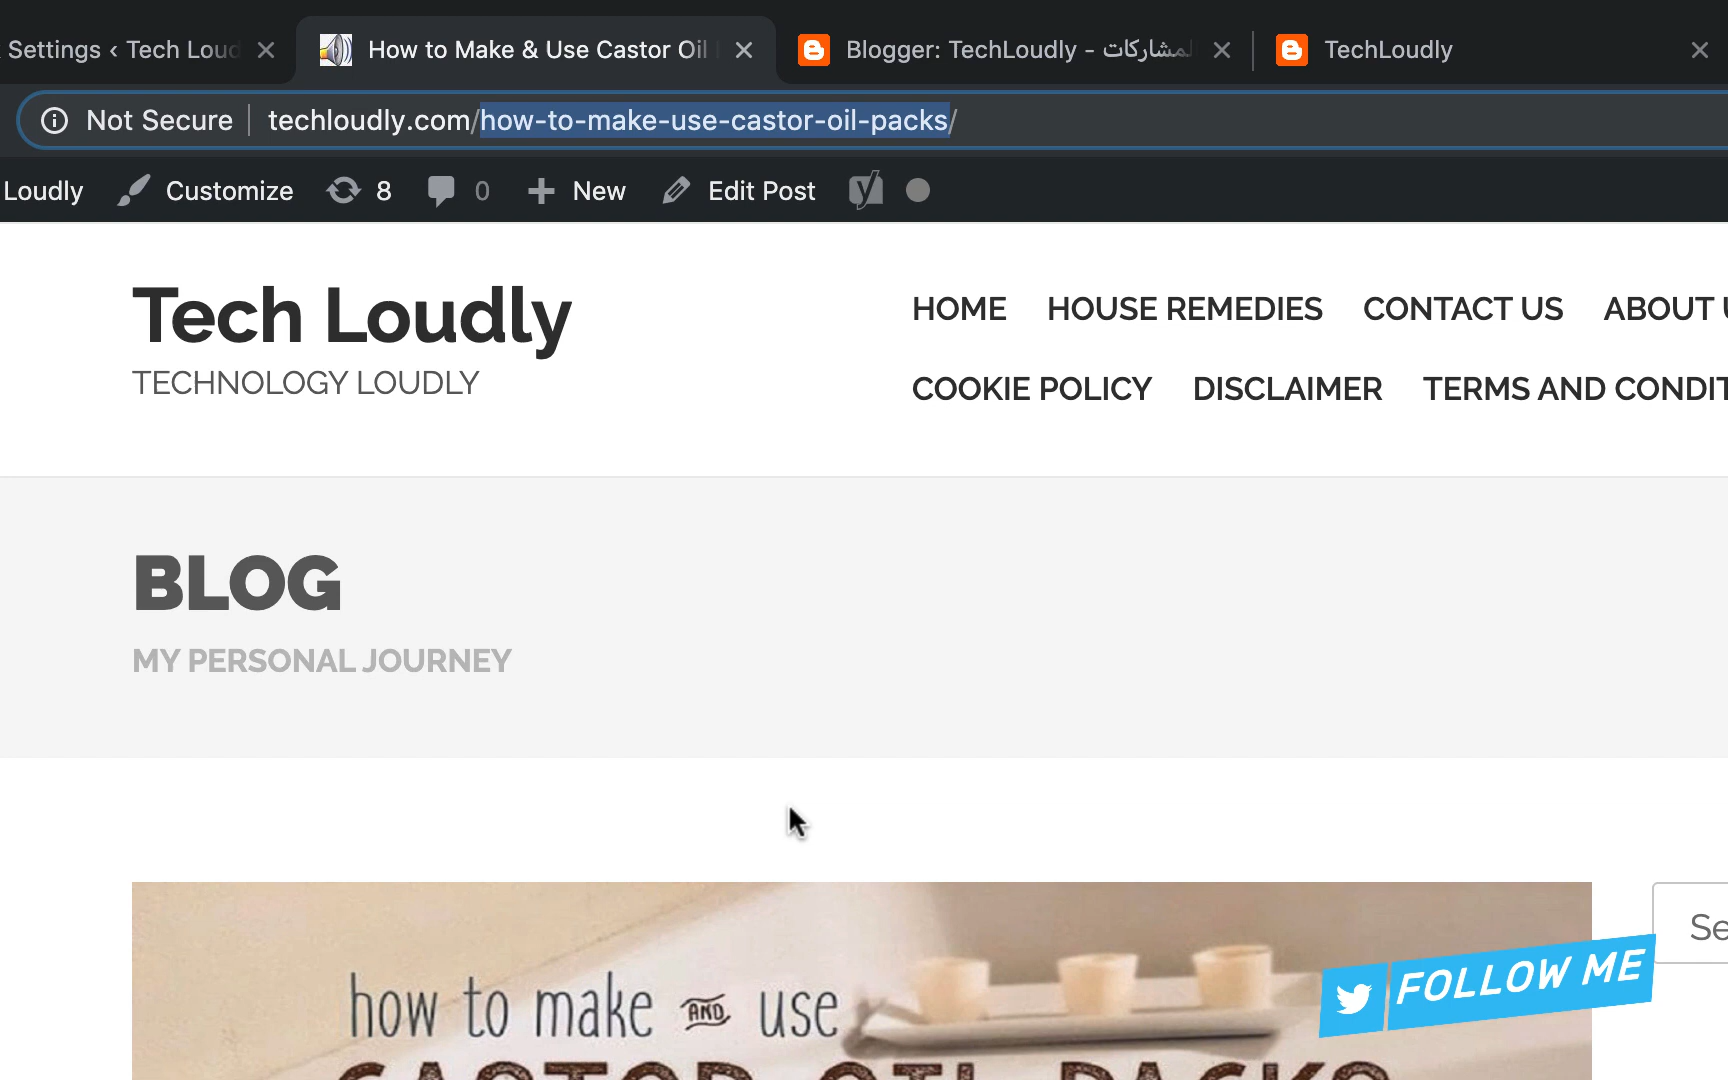 Settings ‹ Tech Loud
How to Make & Use Castor Oil
Blogger: TechLoudly - المشاركات
TechLoudly
Not Secure
techloudly.com/how-to-make-use-castor-oil-packs/
Loudly
Customize
8
0
New
Edit Post
Tech Loudly
TECHNOLOGY LOUDLY
HOME
HOUSE REMEDIES
CONTACT US
ABOUT U
COOKIE POLICY
DISCLAIMER
TERMS AND CONDIT
BLOG
MY PERSONAL JOURNEY
Se
FOLLOW ME
how to make AND use
CASTOR OIL PACKS